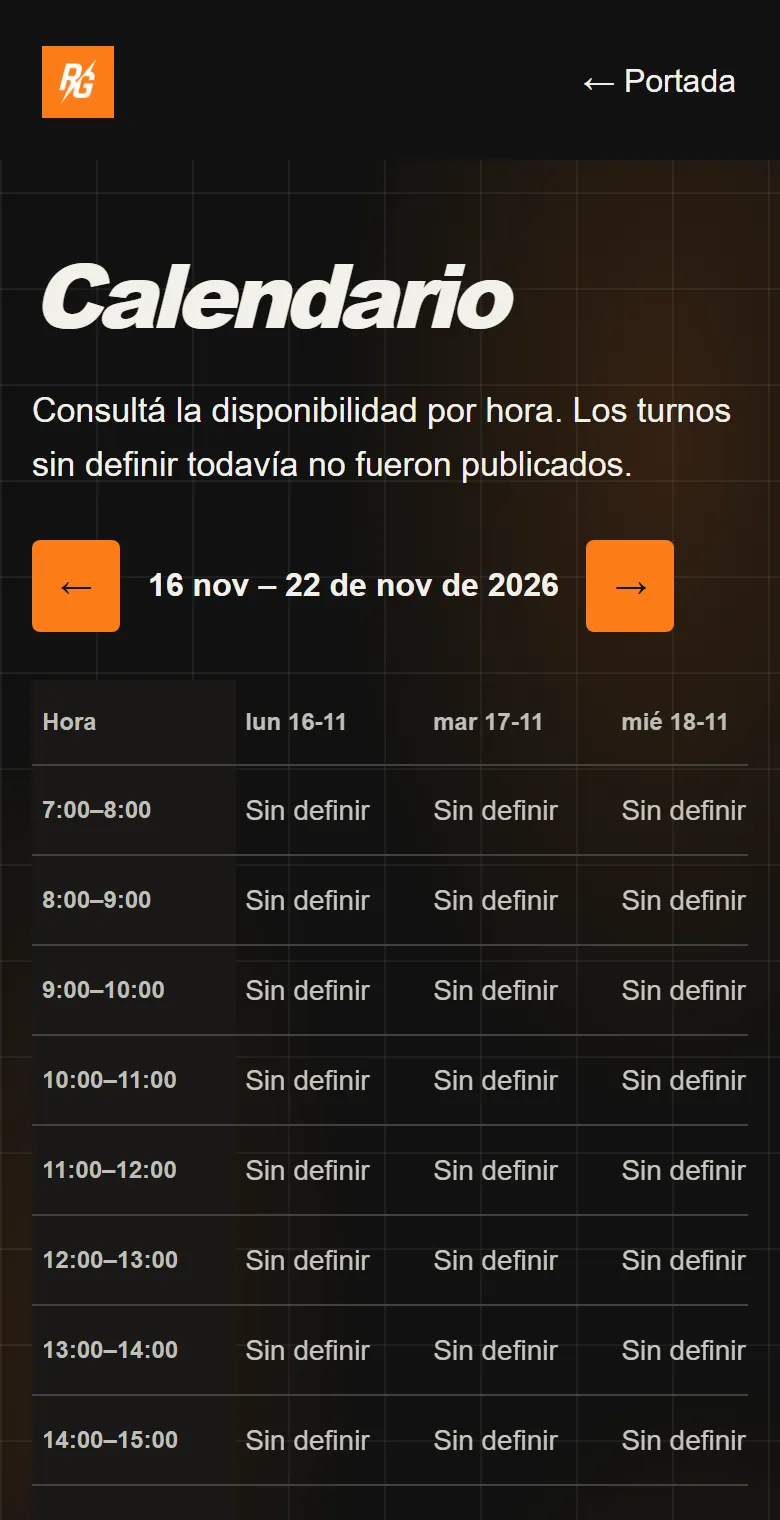 RG
← Portada
Calendario
Consultá la disponibilidad por hora. Los turnos
sin definir todavía no fueron publicados.
← 16 nov – 22 de nov de 2026 →
Hora lun 16-11 mar 17-11 mié 18-11
7:00–8:00 Sin definir Sin definir Sin definir
8:00–9:00 Sin definir Sin definir Sin definir
9:00–10:00 Sin definir Sin definir Sin definir
10:00–11:00 Sin definir Sin definir Sin definir
11:00–12:00 Sin definir Sin definir Sin definir
12:00–13:00 Sin definir Sin definir Sin definir
13:00–14:00 Sin definir Sin definir Sin definir
14:00–15:00 Sin definir Sin definir Sin definir